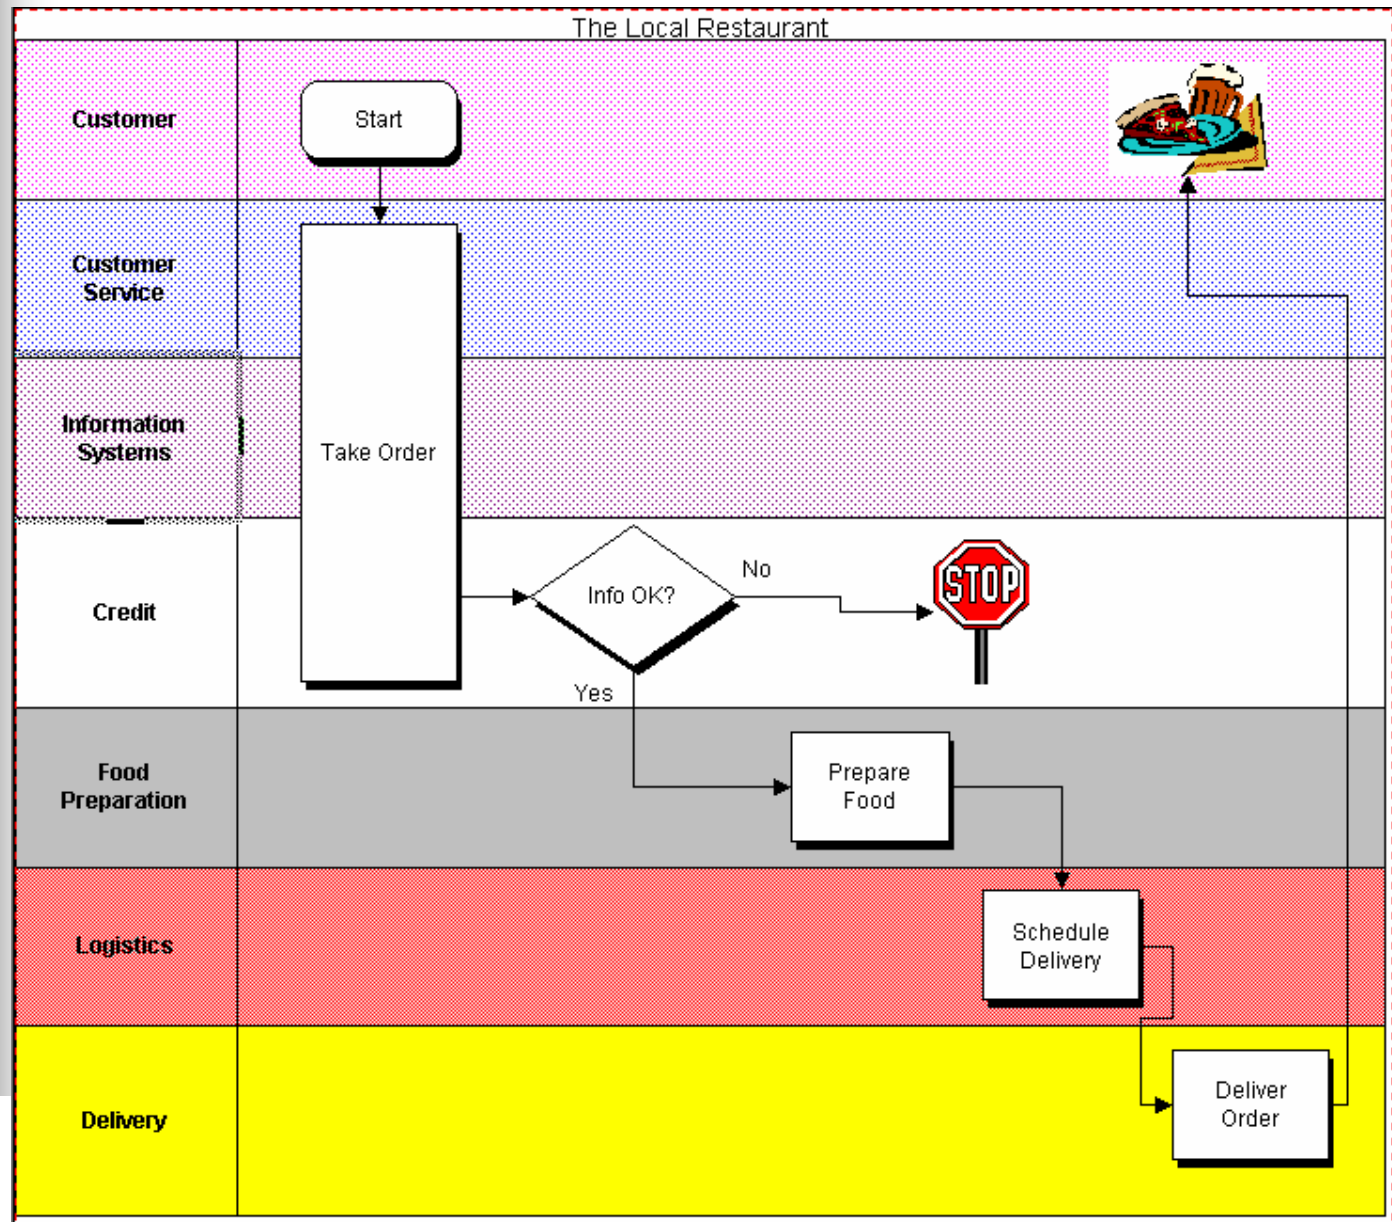 The Local Restaurant
Customer
Start
Customer
Service
Information
Systems
Take Order
Credit
Info OK?
No
STOP
Yes
Food
Preparation
Prepare
Food
Logistics
Schedule
Delivery
Delivery
Deliver
Order